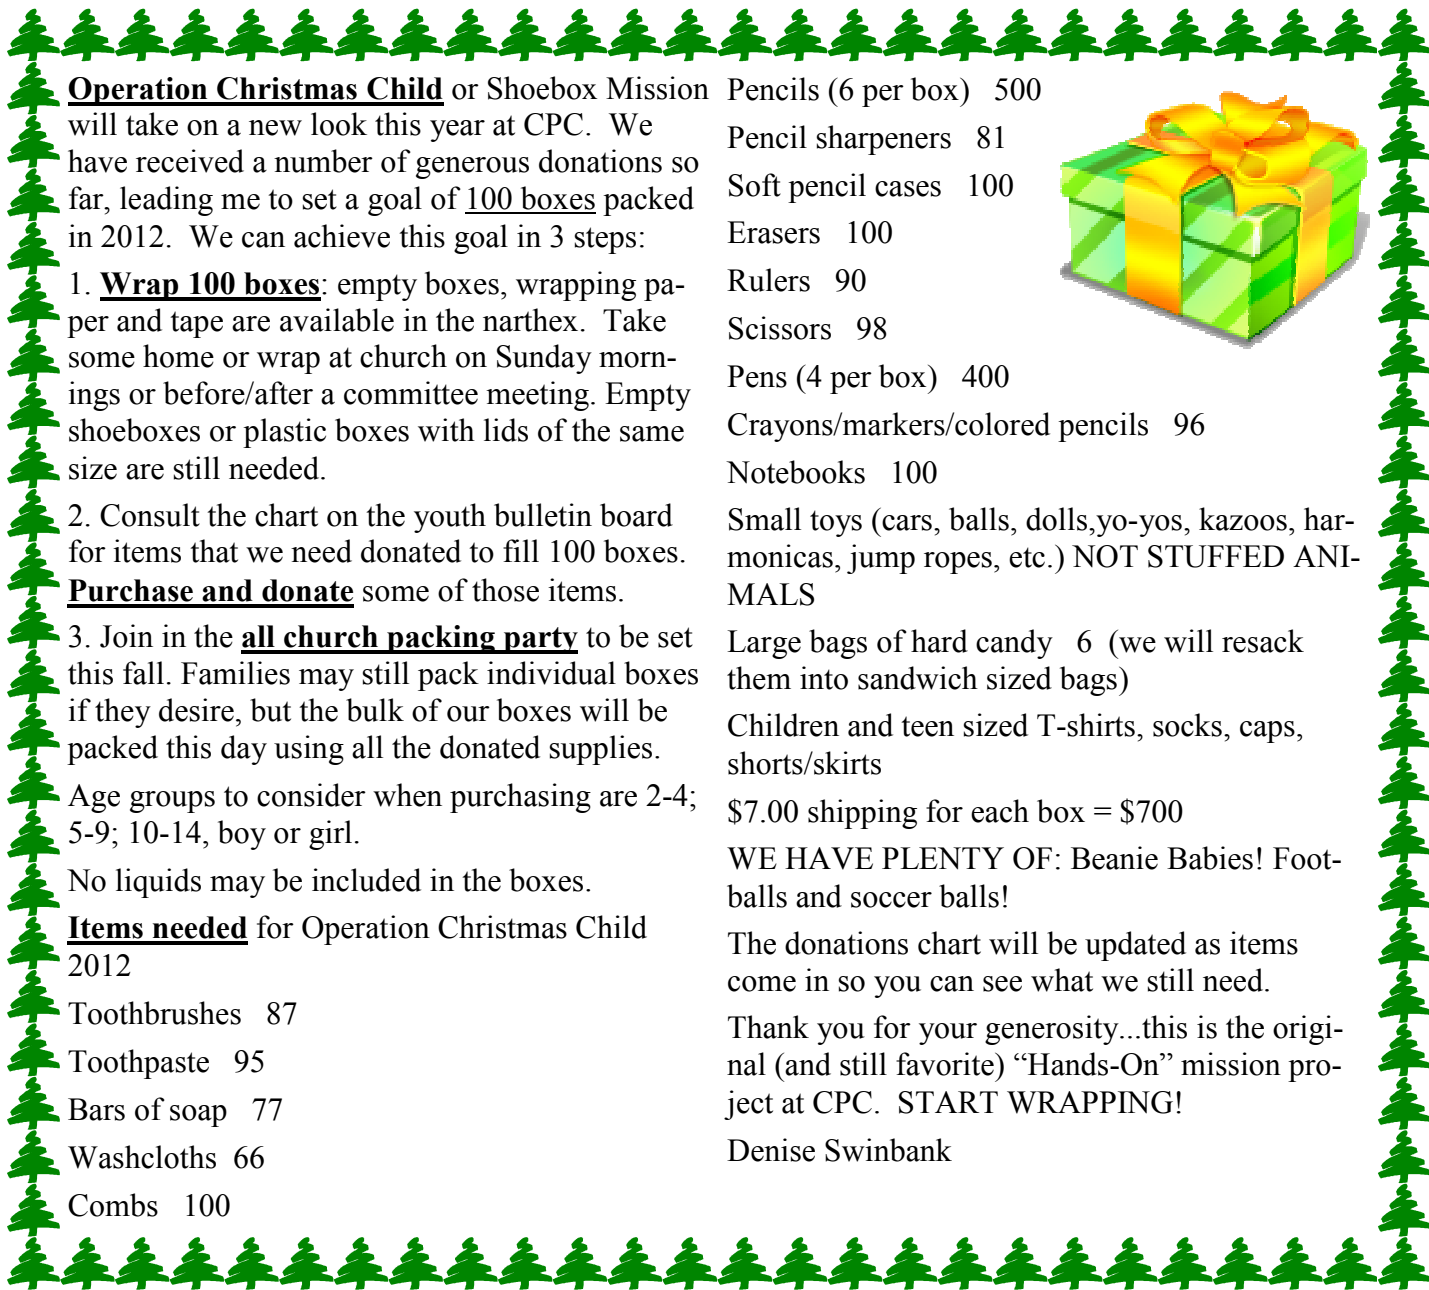 Operation Christmas Child or Shoebox Mission
will take on a new look this year at CPC.  We
have received a number of generous donations so
far, leading me to set a goal of 100 boxes packed
in 2012.  We can achieve this goal in 3 steps:
1. Wrap 100 boxes: empty boxes, wrapping pa-
per and tape are available in the narthex.  Take
some home or wrap at church on Sunday morn-
ings or before/after a committee meeting. Empty
shoeboxes or plastic boxes with lids of the same
size are still needed.
2. Consult the chart on the youth bulletin board
for items that we need donated to fill 100 boxes.
Purchase and donate some of those items.
3. Join in the all church packing party to be set
this fall. Families may still pack individual boxes
if they desire, but the bulk of our boxes will be
packed this day using all the donated supplies.
Age groups to consider when purchasing are 2-4;
5-9; 10-14, boy or girl.
No liquids may be included in the boxes.
Items needed for Operation Christmas Child
2012
Toothbrushes   87
Toothpaste   95
Bars of soap   77
Washcloths  66
Combs   100
Pencils (6 per box)   500
Pencil sharpeners   81
Soft pencil cases   100
Erasers   100
Rulers   90
Scissors   98
Pens (4 per box)   400
Crayons/markers/colored pencils   96
Notebooks   100
Small toys (cars, balls, dolls,yo-yos, kazoos, har-
monicas, jump ropes, etc.) NOT STUFFED ANI-
MALS
Large bags of hard candy   6  (we will resack
them into sandwich sized bags)
Children and teen sized T-shirts, socks, caps,
shorts/skirts
$7.00 shipping for each box = $700
WE HAVE PLENTY OF: Beanie Babies! Foot-
balls and soccer balls!
The donations chart will be updated as items
come in so you can see what we still need.
Thank you for your generosity...this is the origi-
nal (and still favorite) “Hands-On” mission pro-
ject at CPC.  START WRAPPING!
Denise Swinbank